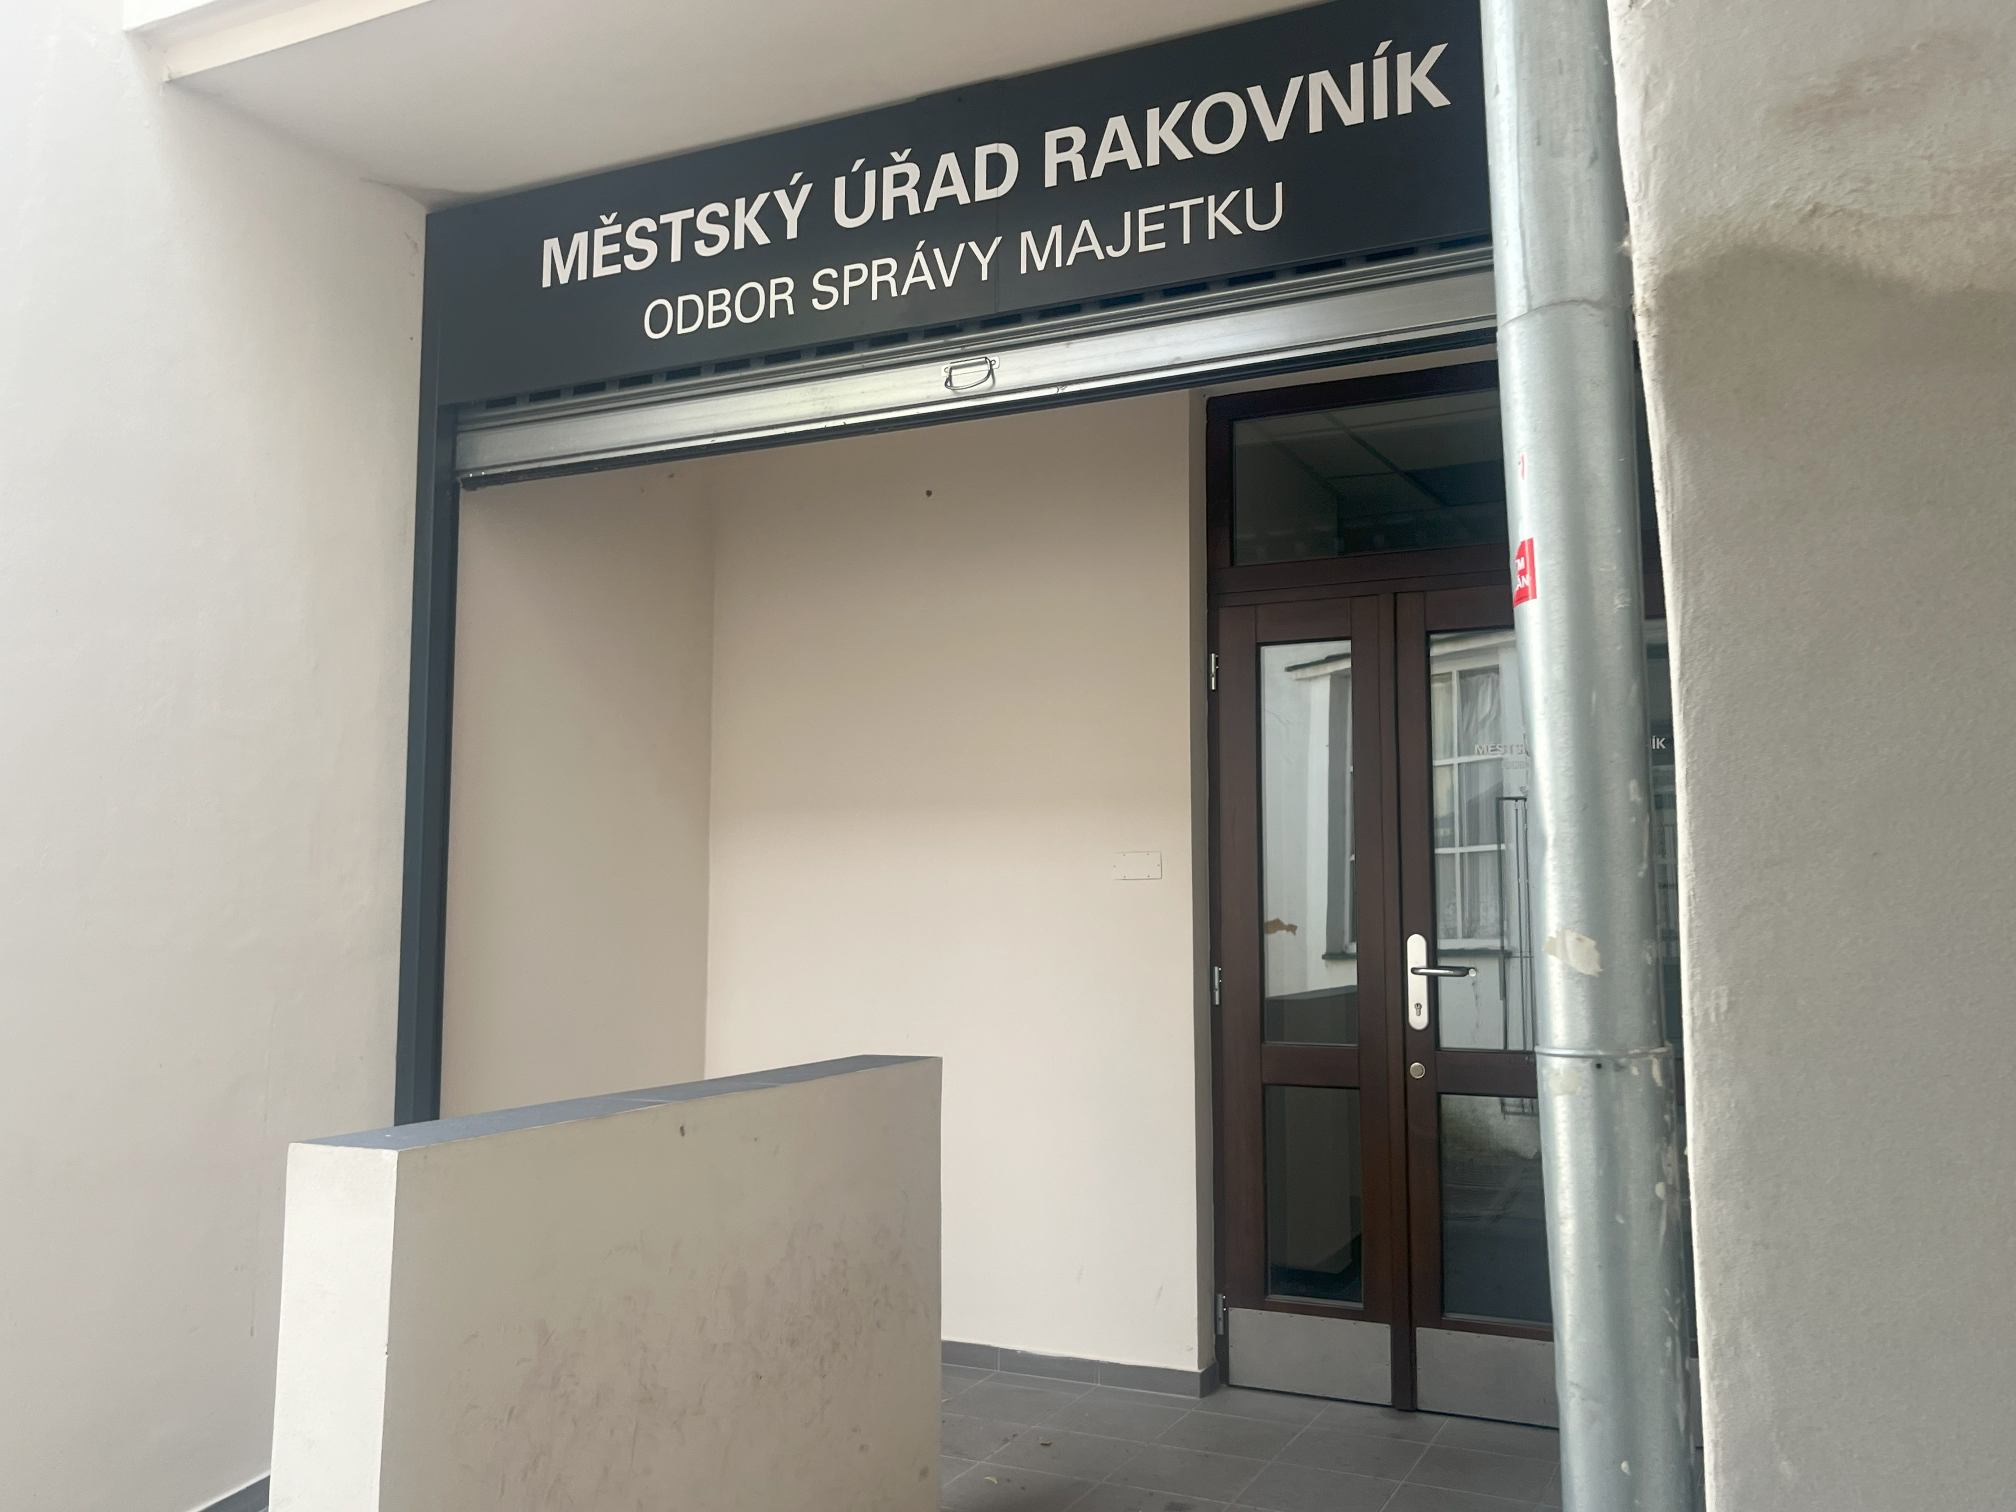 MĚSTSKÝ ÚŘAD RAKOVNÍK
ODBOR SPRÁVY MAJETKU